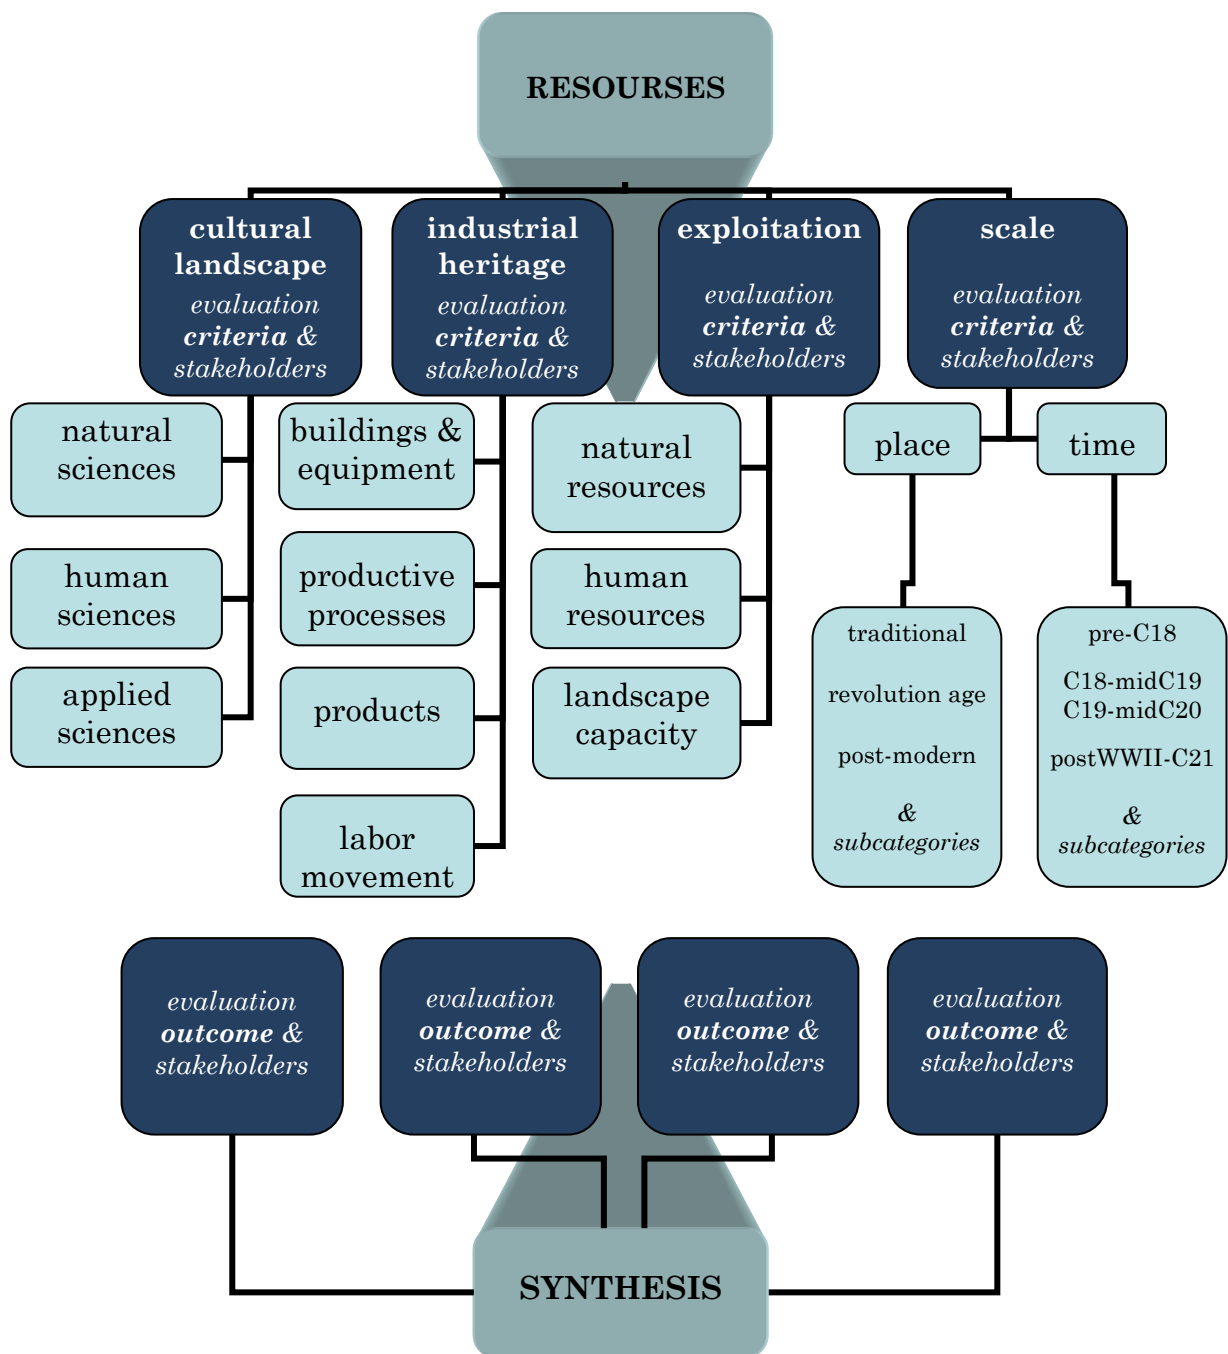 RESOURSES
cultural
landscape
evaluation
criteria &
stakeholders
industrial
heritage
evaluation
criteria &
stakeholders
exploitation
evaluation
criteria &
stakeholders
scale
evaluation
criteria &
stakeholders
natural
sciences
human
sciences
applied
sciences
buildings &
equipment
productive
processes
products
labor
movement
natural
resources
human
resources
landscape
capacity
place
time
traditional
revolution age
post-modern
&
subcategories
pre-C18
C18-midC19
C19-midC20
postWWII-C21
&
subcategories
evaluation
outcome &
stakeholders
evaluation
outcome &
stakeholders
evaluation
outcome &
stakeholders
evaluation
outcome &
stakeholders
SYNTHESIS